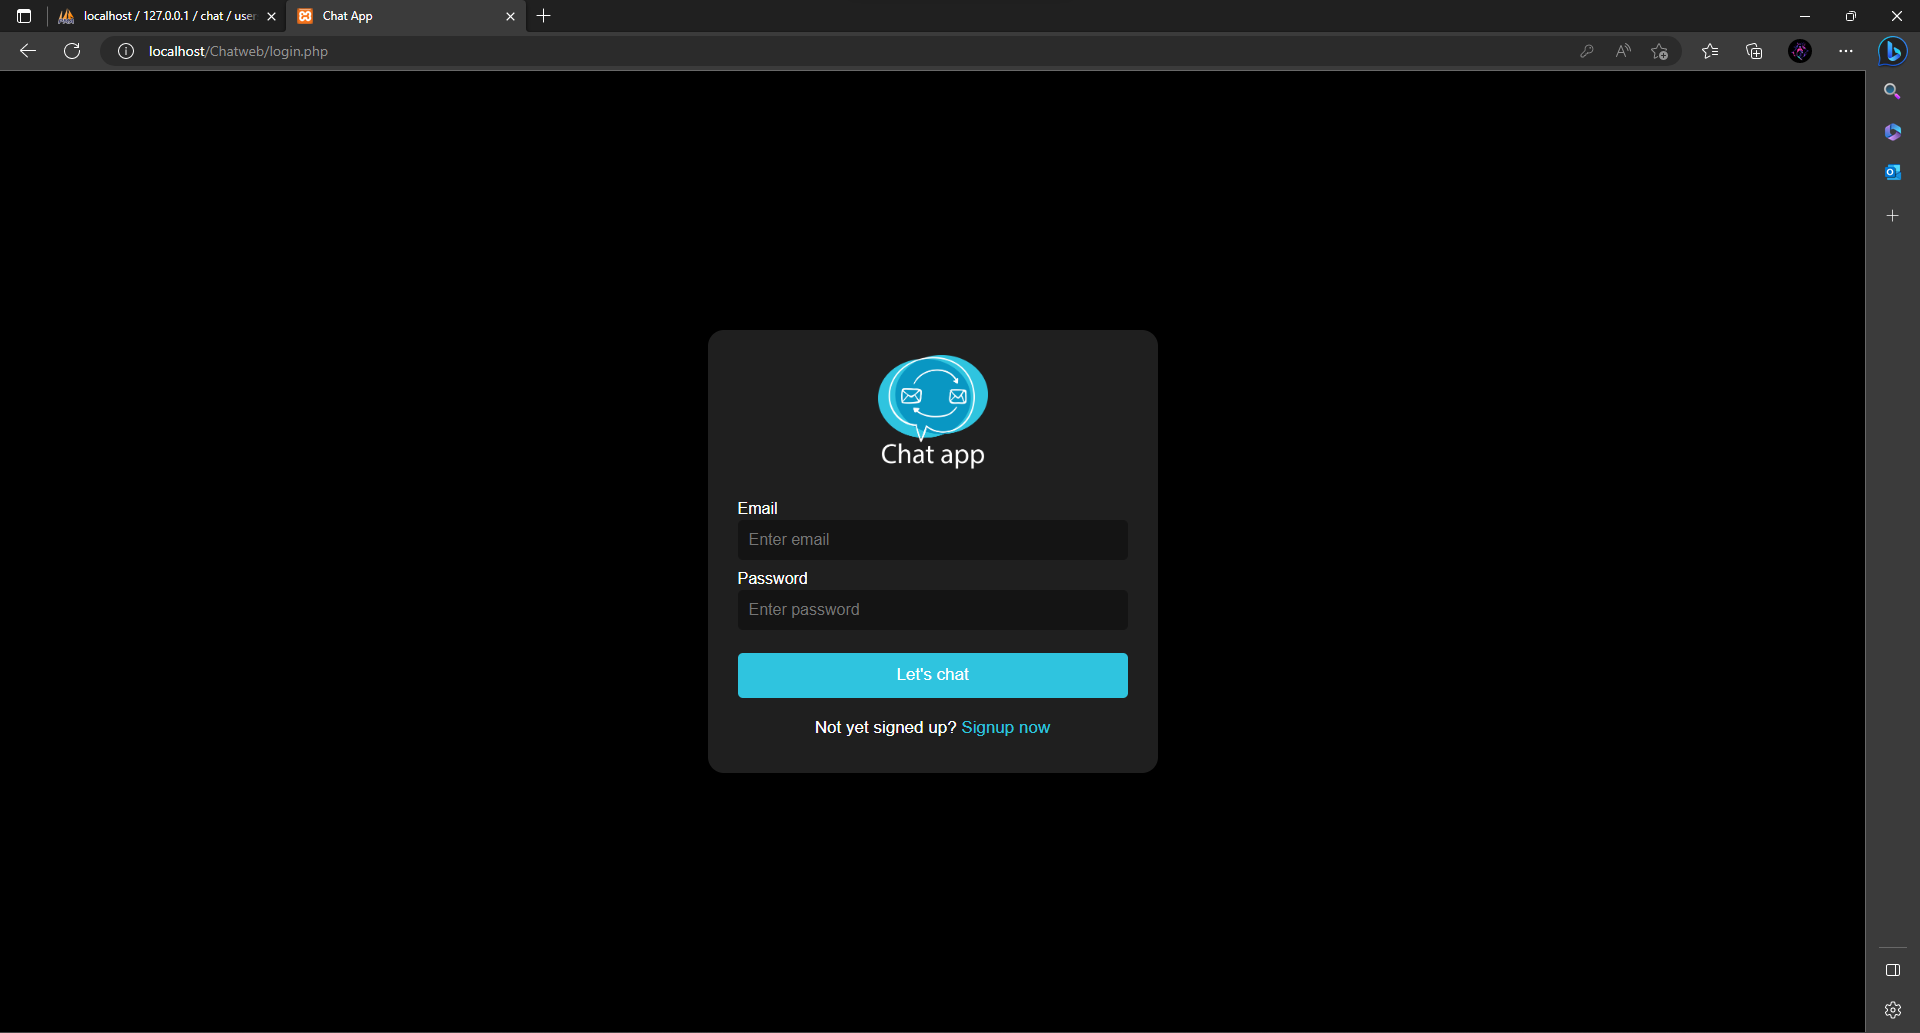 localhost / 127.0.0.1 / chat / user
Chat App
localhost/Chatweb/login.php
Chat app
Email
Enter email
Password
Enter password
Let's chat
Not yet signed up? Signup now